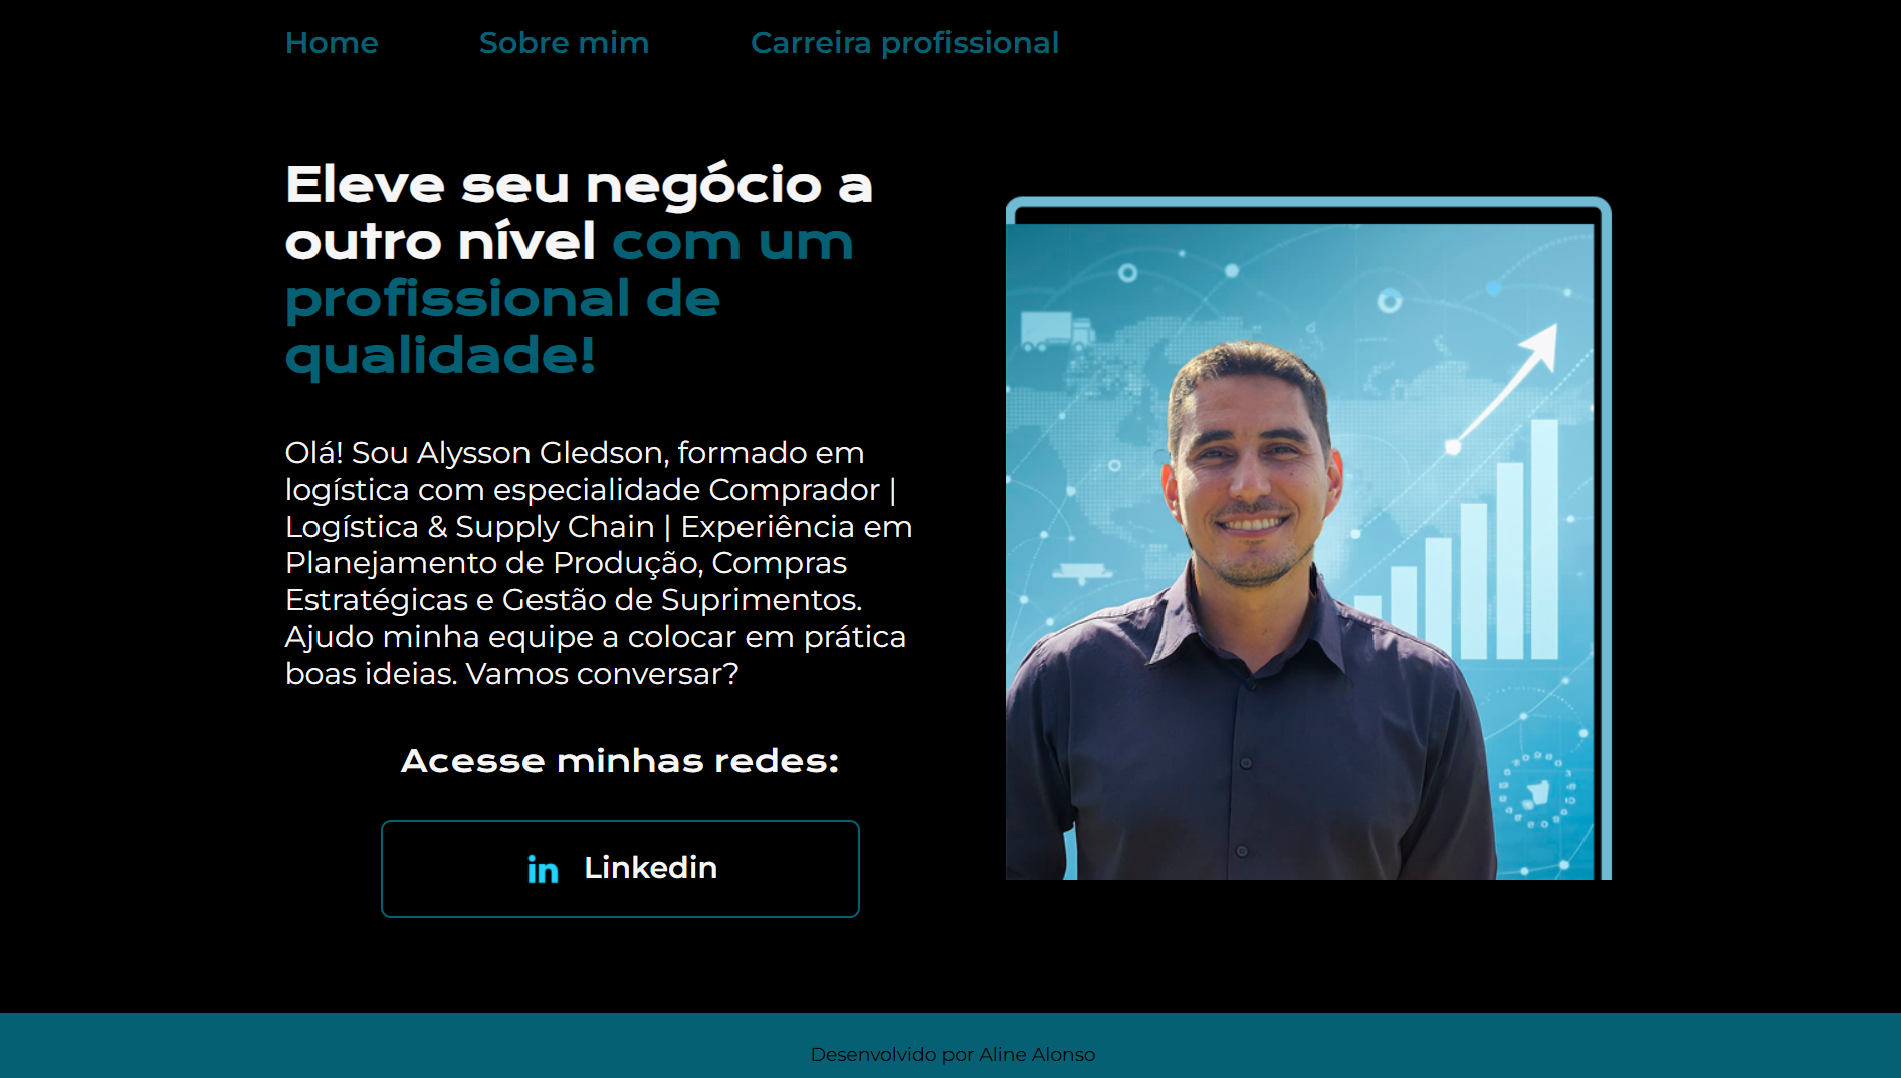 Home Sobre mim Carreira profissional
Eleve seu negócio a
outro nível com um
profissional de
qualidade!
Olá! Sou Alysson Gledson, formado em
logística com especialidade Comprador |
Logística & Supply Chain | Experiência em
Planejamento de Produção, Compras
Estratégicas e Gestão de Suprimentos.
Ajudo minha equipe a colocar em prática
boas ideias. Vamos conversar?
Acesse minhas redes:
in Linkedin
Desenvolvido por Aline Alonso